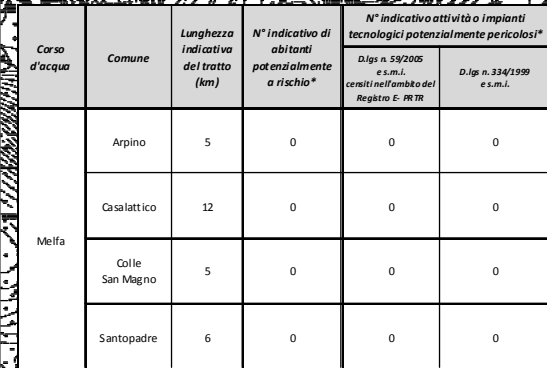 Corso
d'acqua
Comune
Lunghezza
indicativa
del tratto
(km)
N° indicativo di
abitanti
potenzialmente
a rischio*
N° indicativo attività o impianti
tecnologici potenzialmente pericolosi*
D.lgs n. 59/2005
e s.m.i.
censiti nell'ambito del
Registro E- PRTR
D.lgs n. 334/1999
e s.m.i.
Melfa
Arpino 5 0 0 0
Casalattico 12 0 0 0
Colle
San Magno 5 0 0 0
Santopadre 6 0 0 0